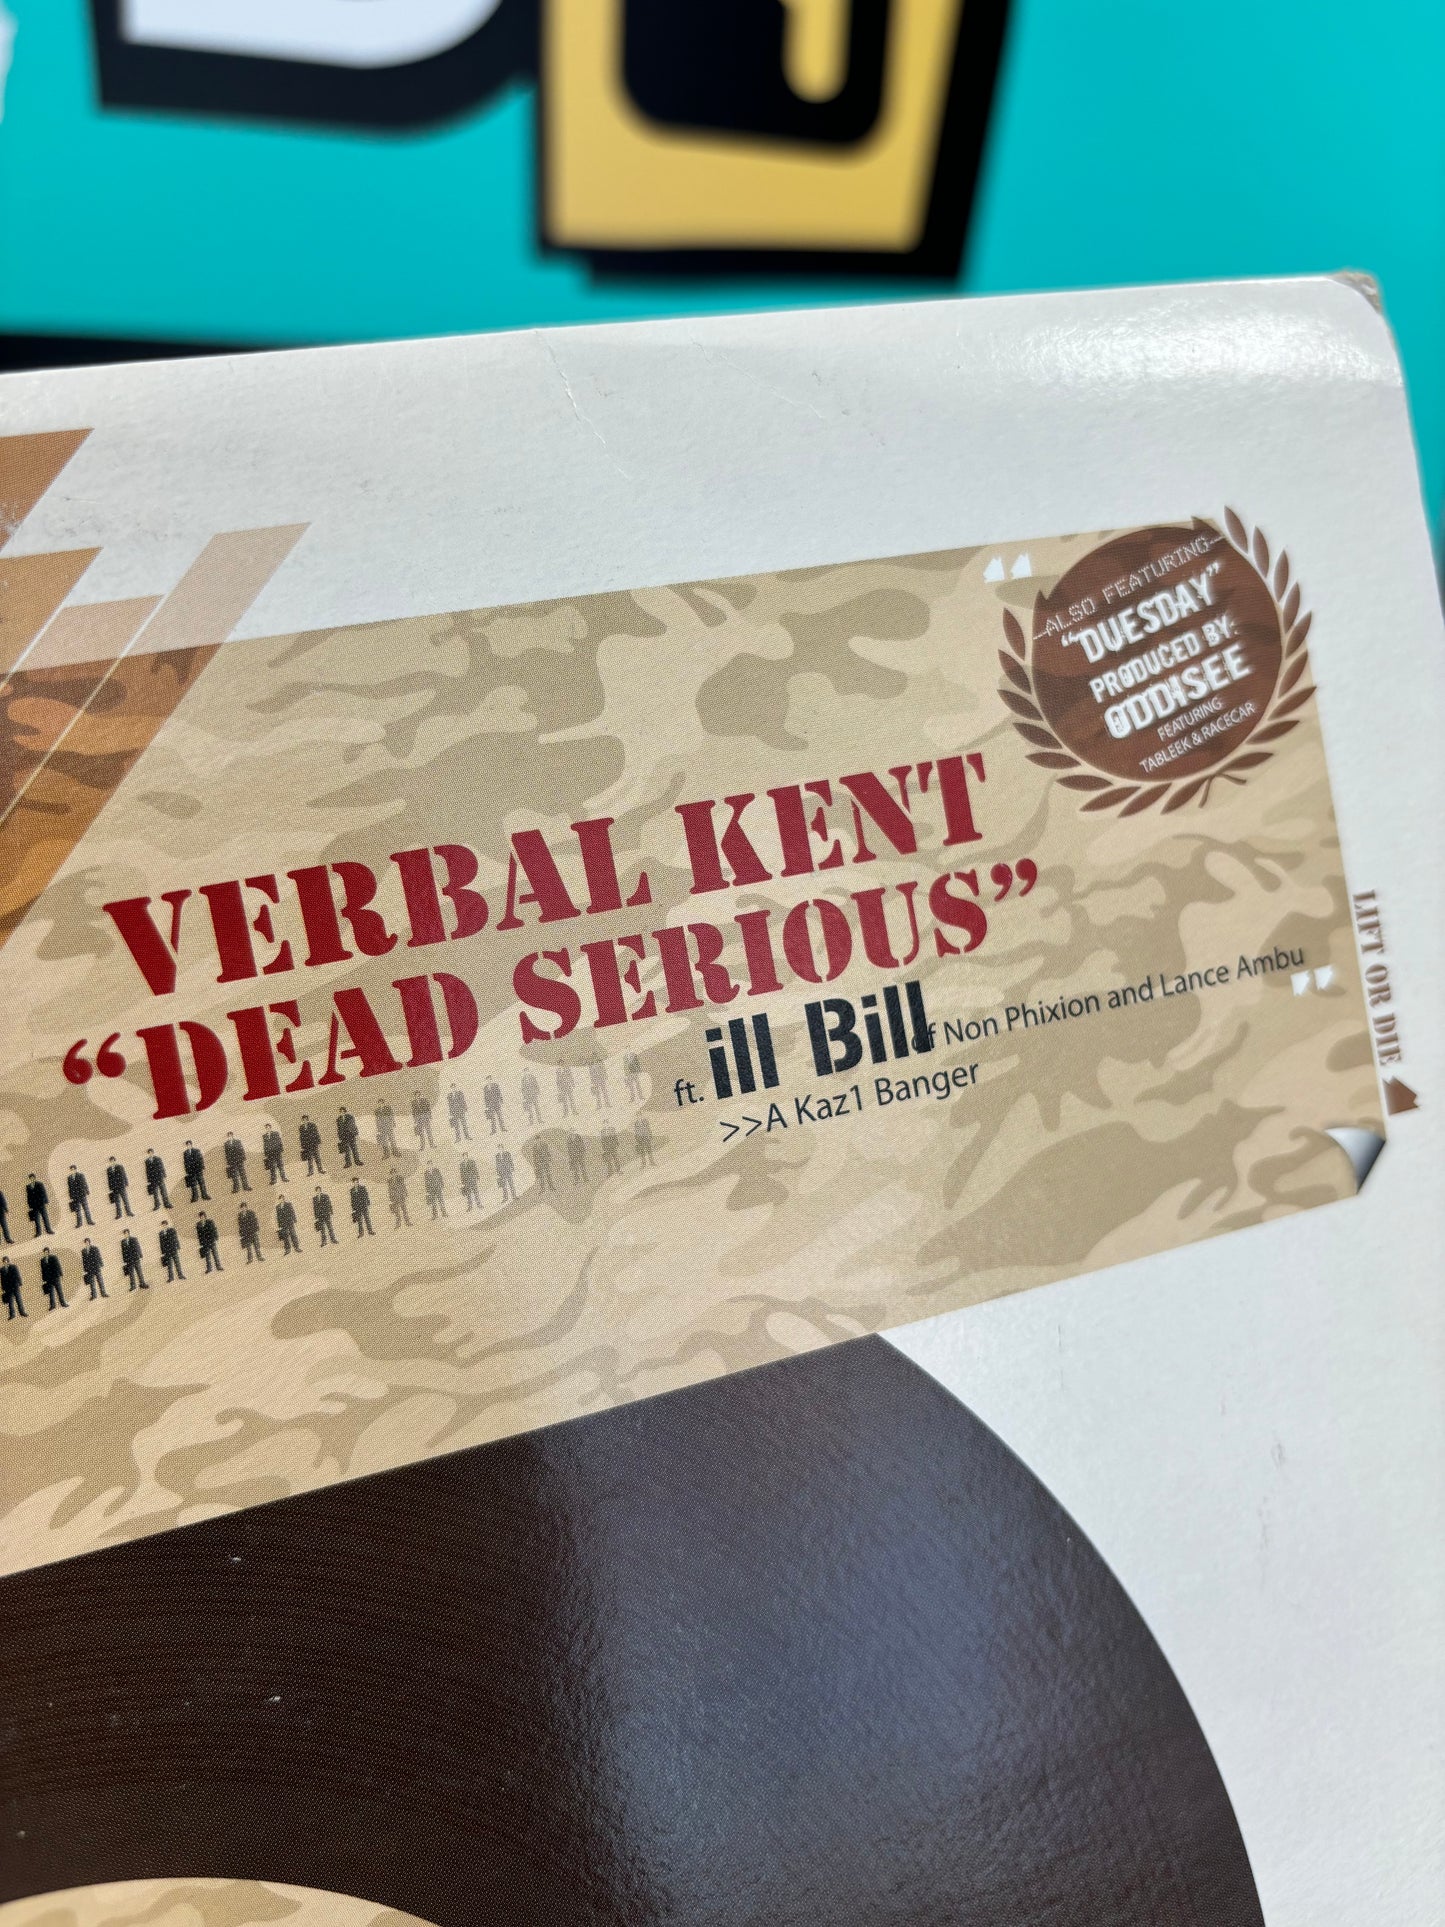 ALSO FEATURING
“DUESDAY”
PRODUCED BY:
ODDISEE
FEATURING
TABLEEK & RACECAR
VERBAL KENT
“DEAD SERIOUS”
ft. ill Bill of Non Phixion and Lance Ambu
>>A Kaz1 Banger
LIFT OR DIE